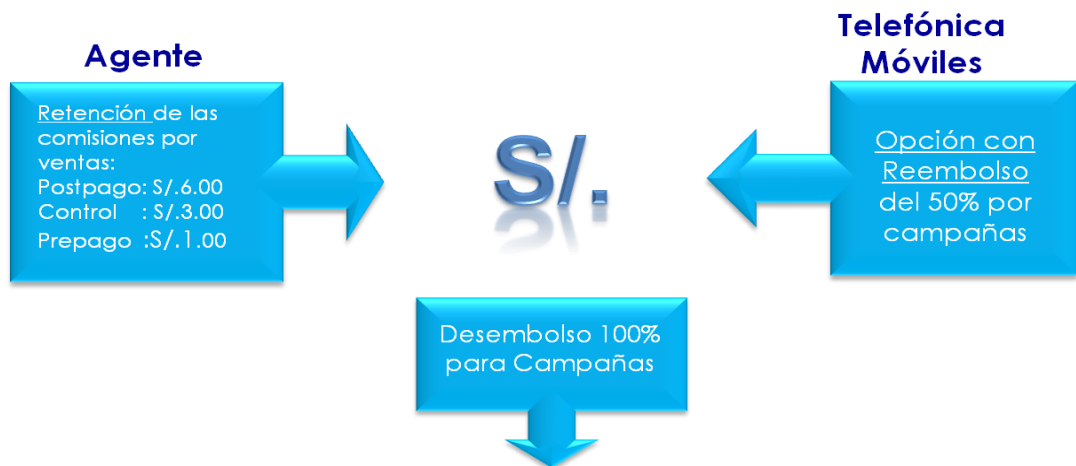 Agente
Retención de las
comisiones por
ventas:
Postpago: S/.6.00
Control : S/.3.00
Prepago :S/.1.00
S/.
Telefónica
Móviles
Opción con
Reembolso
del 50% por
campañas
Desembolso 100%
para Campañas